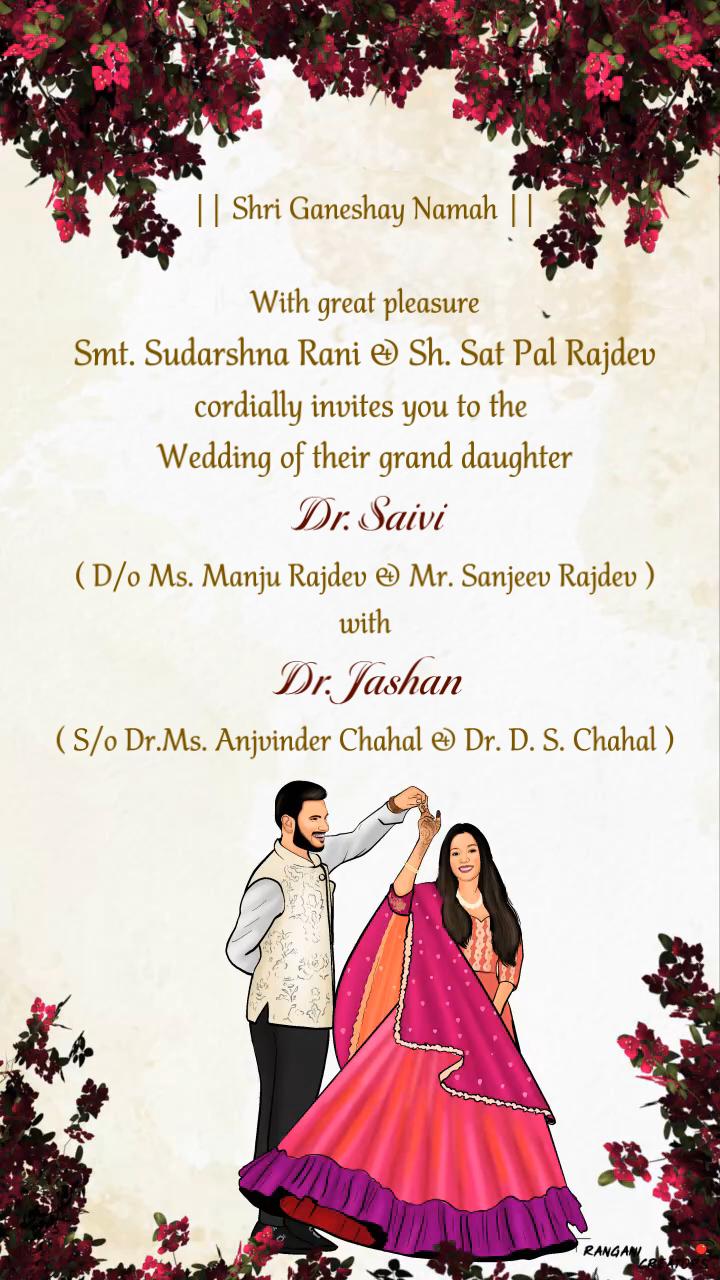 || Shri Ganeshay Namah ||
With great pleasure
Smt. Sudarshna Rani & Sh. Sat Pal Rajdev
cordially invites you to the
Wedding of their grand daughter
Dr. Saivi
( D/o Ms. Manju Rajdev & Mr. Sanjeev Rajdev )
with
Dr. Jashan
( S/o Dr.Ms. Anjvinder Chahal & Dr. D. S. Chahal )
RANGANI
CREATIONS